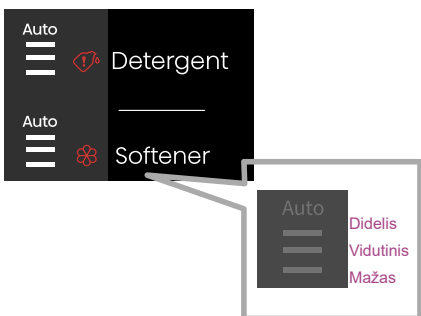 Auto
Detergent
Auto
Softener
Auto
Didelis
Vidutinis
Mažas